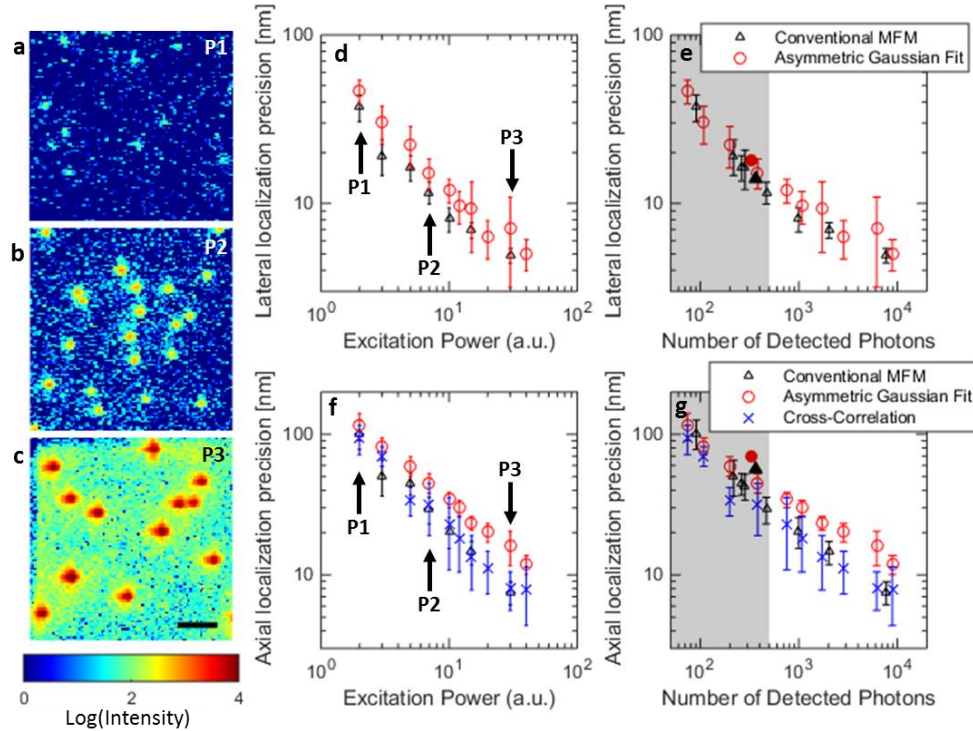 a
P1
b
P2
c
P3
0
2
4
Log(Intensity)
d
Lateral localization precision [nm]
100
10
P1
P2
P3
10^0
10^1
10^2
Excitation Power (a.u.)
e
Conventional MFM
Asymmetric Gaussian Fit
Lateral localization precision [nm]
100
10
10^2
10^3
10^4
Number of Detected Photons
f
Axial localization precision [nm]
100
10
P1
P2
P3
10^0
10^1
10^2
Excitation Power (a.u.)
g
Conventional MFM
Asymmetric Gaussian Fit
Cross-Correlation
Axial localization precision [nm]
100
10
10^2
10^3
10^4
Number of Detected Photons